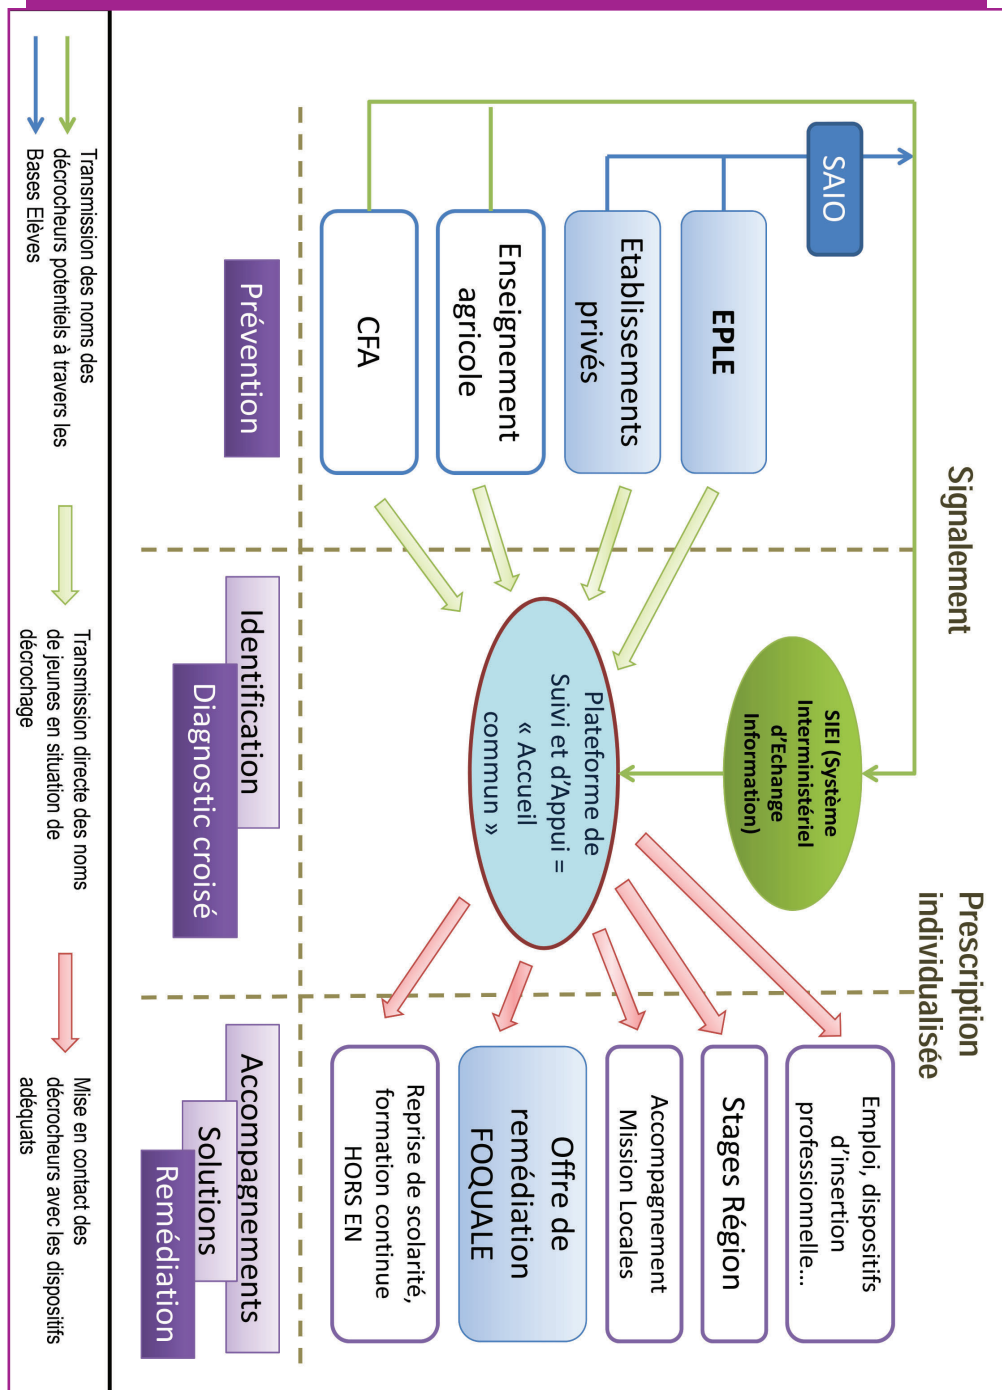 Signalement
Prescription
individualisée
SAIO
EPLE
Etablissements
privés
Enseignement
agricole
CFA
SIEI (Système
Interministériel
d'Echange
Information)
Plateforme de
Suivi et d'Appui =
« Accueil
commun »
Emploi, dispositifs
d'insertion
professionnelle...
Stages Région
Accompagnement
Mission Locales
Offre de
remédiation
FOQUALE
Reprise de scolarité,
formation continue
HORS EN
Prévention
Identification
Diagnostic croisé
Accompagnements
Solutions
Remédiation
Transmission des noms des
décrocheurs potentiels à travers les
Bases Elèves
Transmission directe des noms
de jeunes en situation de
décrochage
Mise en contact des
décrocheurs avec les dispositifs
adéquats